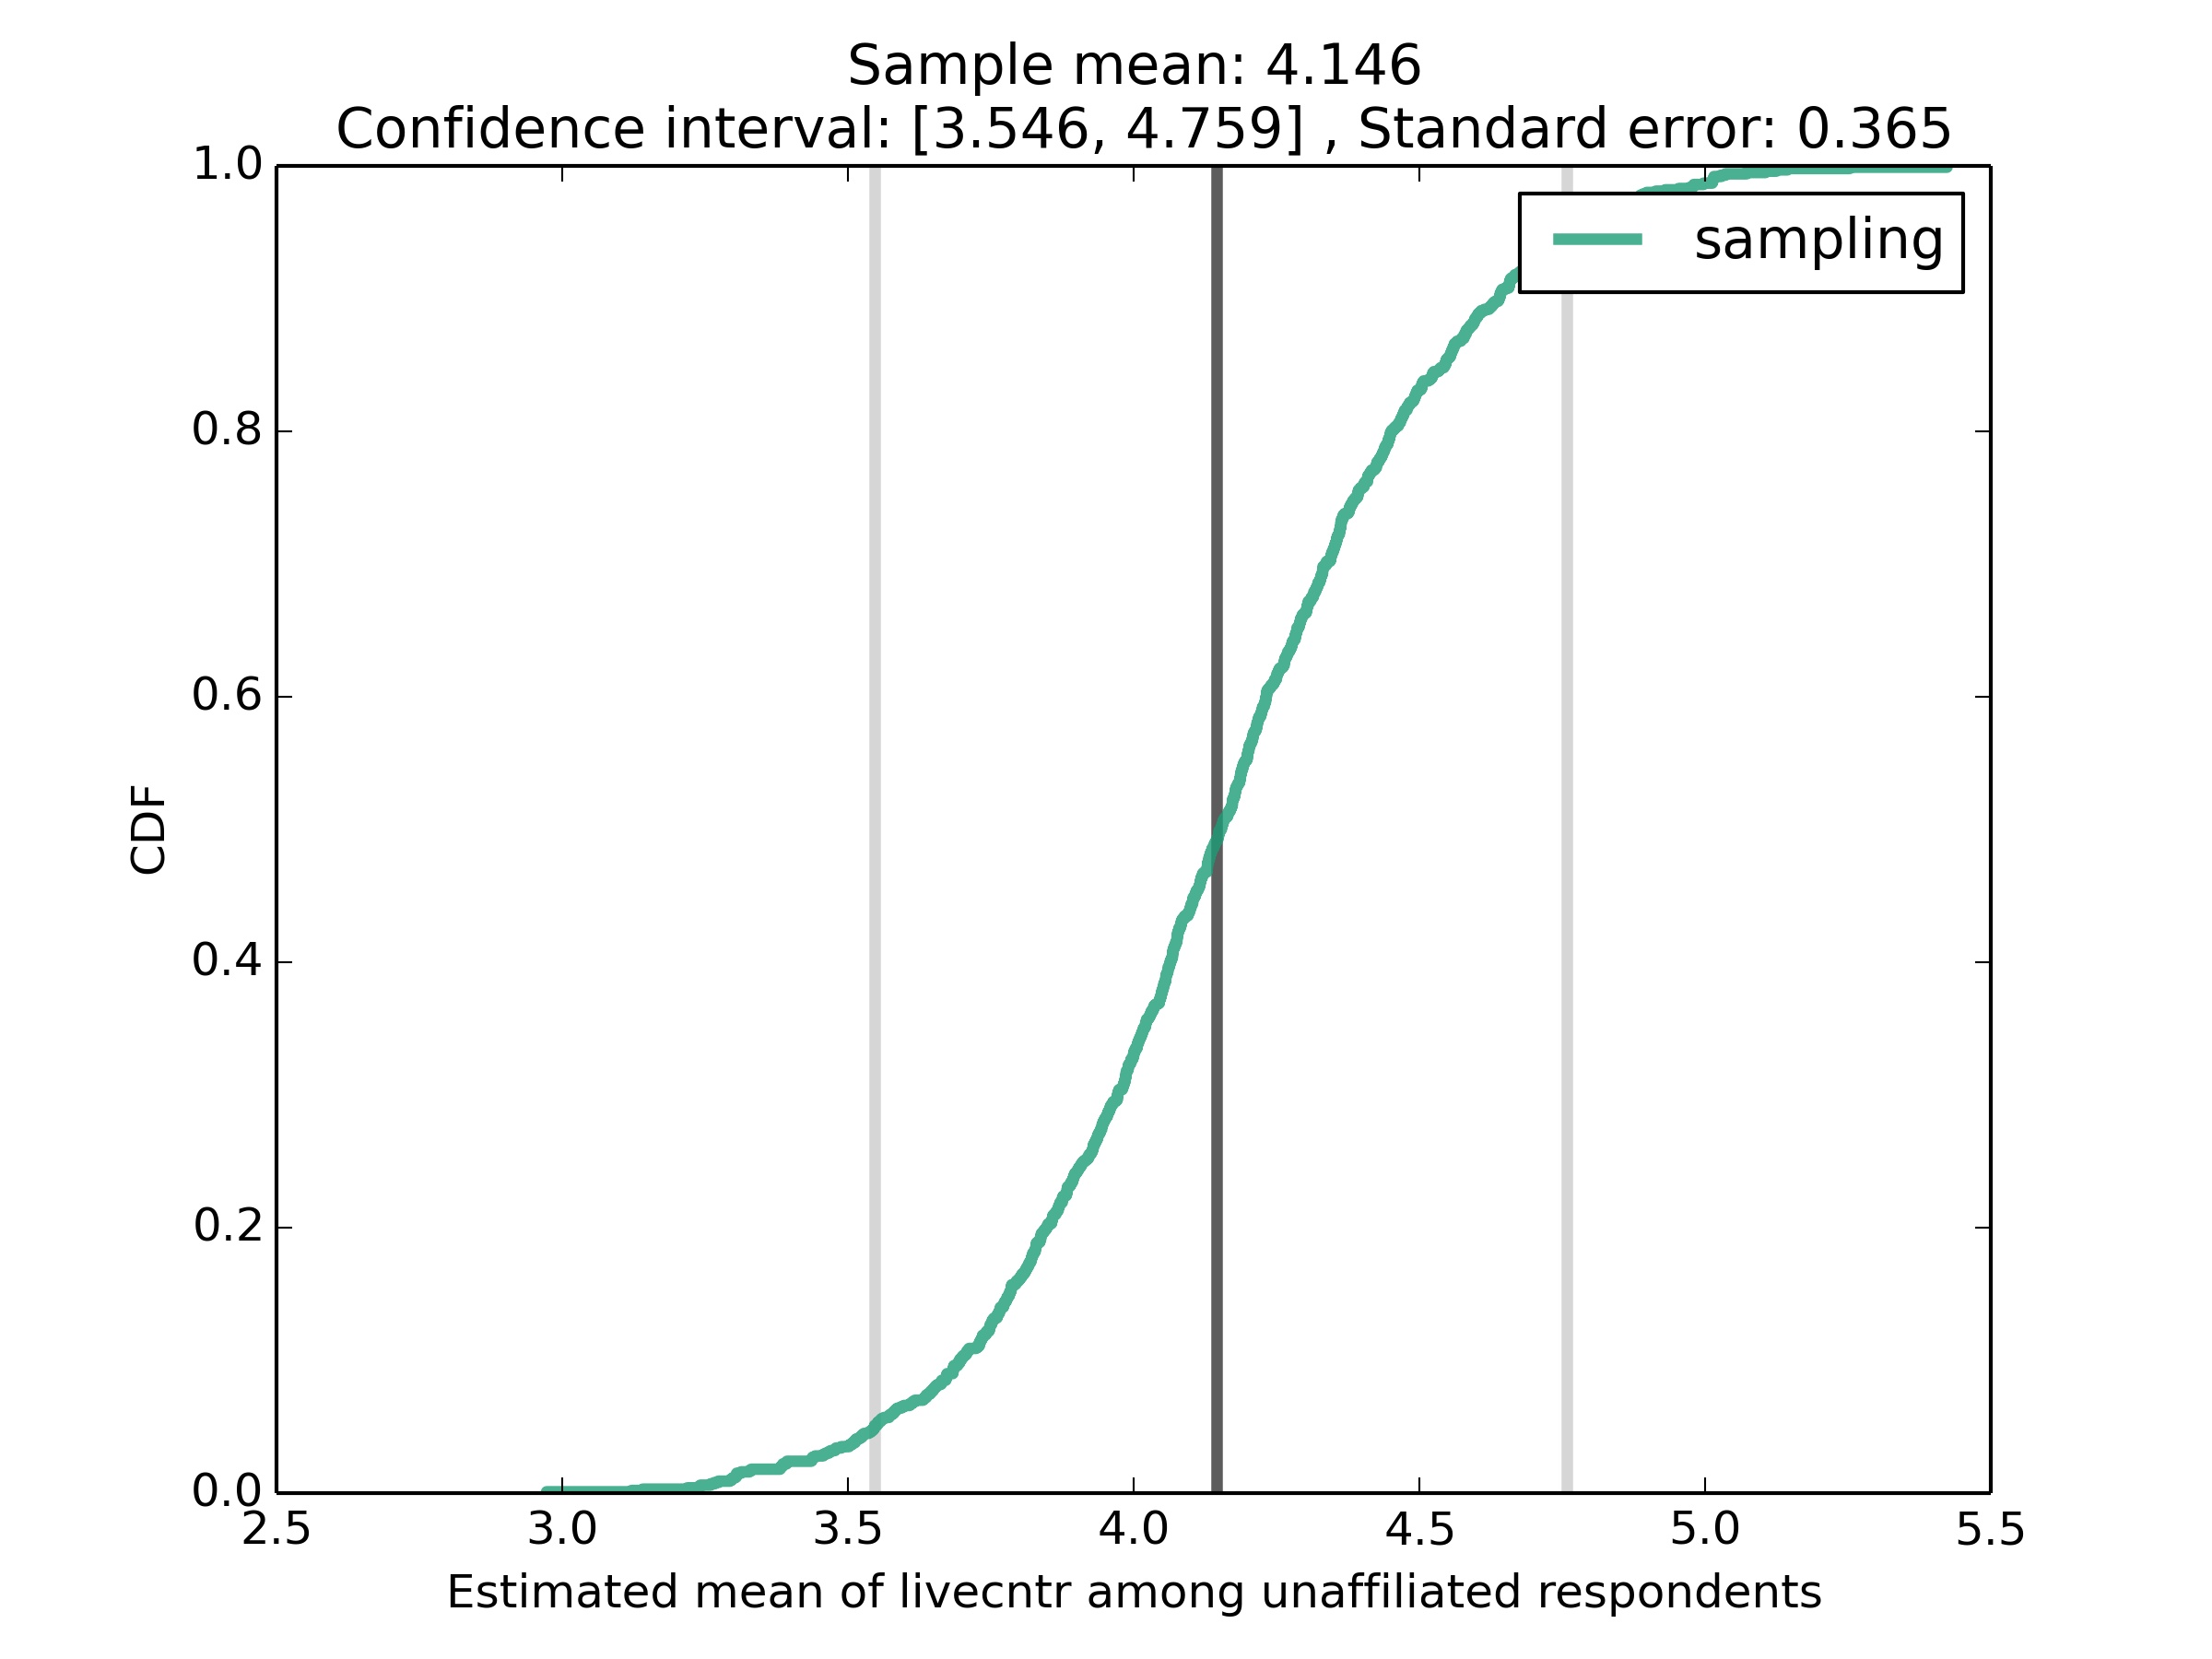 Sample mean: 4.146
Confidence interval: [3.546, 4.759] , Standard error: 0.365
1.0
sampling
0.8
0.6
CDF
0.4
0.2
0.0
2.5 3.0 3.5 4.0 4.5 5.0 5.5
Estimated mean of livecntr among unaffiliated respondents